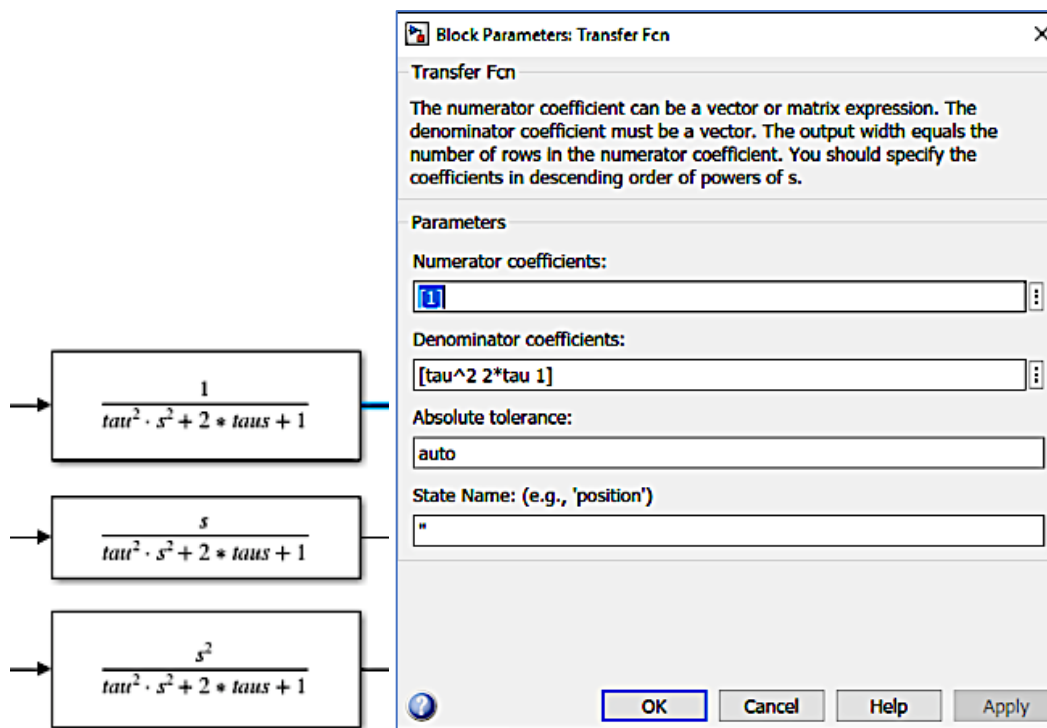 Block Parameters: Transfer Fcn
Transfer Fcn
The numerator coefficient can be a vector or matrix expression. The
denominator coefficient must be a vector. The output width equals the
number of rows in the numerator coefficient. You should specify the
coefficients in descending order of powers of s.
Parameters
Numerator coefficients:
[1]
Denominator coefficients:
[tau^2 2*tau 1]
Absolute tolerance:
auto
State Name: (e.g., 'position')
''
OK Cancel Help Apply
1
tau² · s² + 2 * taus + 1
s
tau² · s² + 2 * taus + 1
s²
tau² · s² + 2 * taus + 1